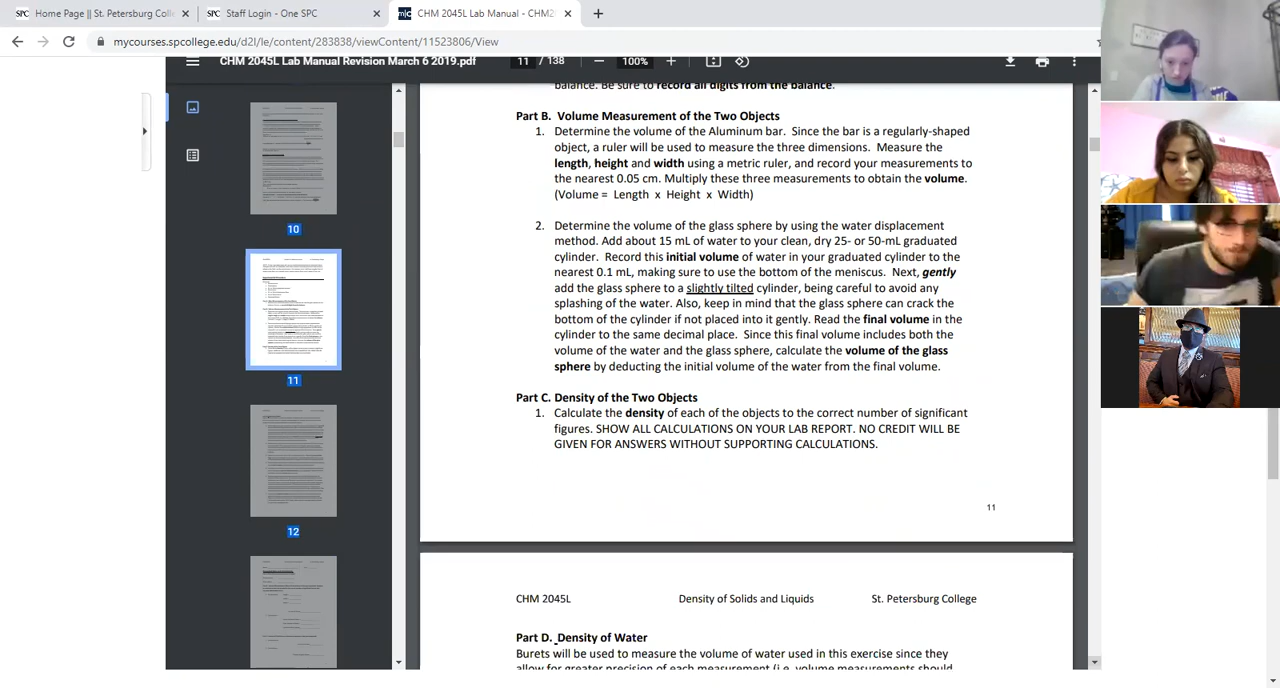 Home Page || St. Petersburg Colle
Staff Login - One SPC
CHM 2045L Lab Manual - CHM20
mycourses.spcollege.edu/d2l/le/content/283838/viewContent/11523806/View
CHM 2045L Lab Manual Revision March 6 2019.pdf
11 / 138
100%
balance. Be sure to record all digits from the balance.
Part B. Volume Measurement of the Two Objects
1. Determine the volume of the Aluminum bar. Since the bar is a regularly-shaped
object, a ruler will be used to measure the three dimensions. Measure the
length, height and width using a metric ruler, and record your measurements to
the nearest 0.05 cm. Multiply these three measurements to obtain the volume.
(Volume = Length x Height x Width)
2. Determine the volume of the glass sphere by using the water displacement
method. Add about 15 mL of water to your clean, dry 25- or 50-mL graduated
cylinder. Record this initial volume of water in your graduated cylinder to the
nearest 0.1 mL, making sure to use the bottom of the meniscus. Next, gently
add the glass sphere to a slightly tilted cylinder, being careful to avoid any
splashing of the water. Also, keep in mind that the glass sphere can crack the
bottom of the cylinder if not placed into it gently. Read the final volume in the
cylinder to the same decimal place. Since this final volume includes both the
volume of the water and the glass sphere, calculate the volume of the glass
sphere by deducting the initial volume of the water from the final volume.
Part C. Density of the Two Objects
1. Calculate the density of each of the objects to the correct number of significant
figures. SHOW ALL CALCULATIONS ON YOUR LAB REPORT. NO CREDIT WILL BE
GIVEN FOR ANSWERS WITHOUT SUPPORTING CALCULATIONS.
11
CHM 2045L Density of Solids and Liquids St. Petersburg College
Part D. Density of Water
Burets will be used to measure the volume of water used in this exercise since they
allow for greater precision of each measurement (i.e. volume measurements should
10
11
12